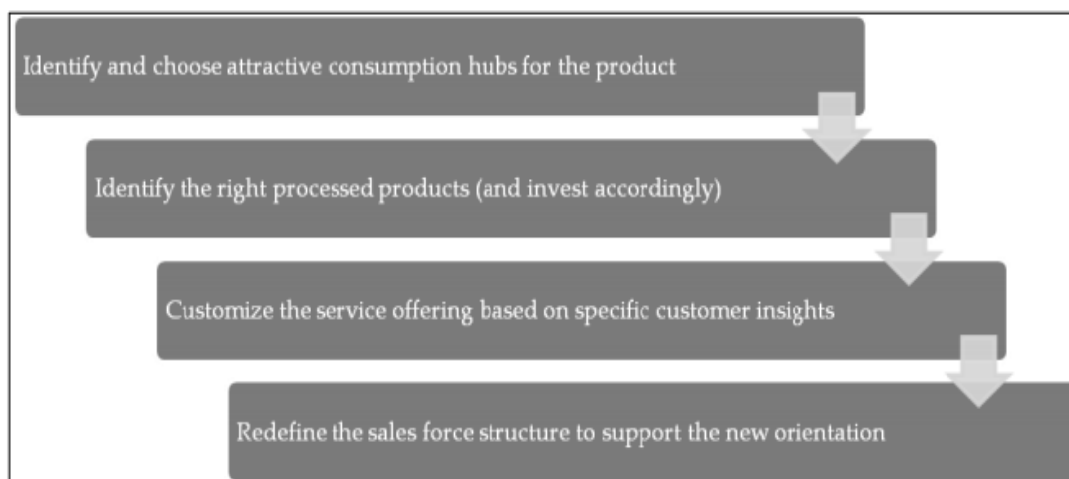 Identify and choose attractive consumption hubs for the product
Identify the right processed products (and invest accordingly)
Customize the service offering based on specific customer insights
Redefine the sales force structure to support the new orientation